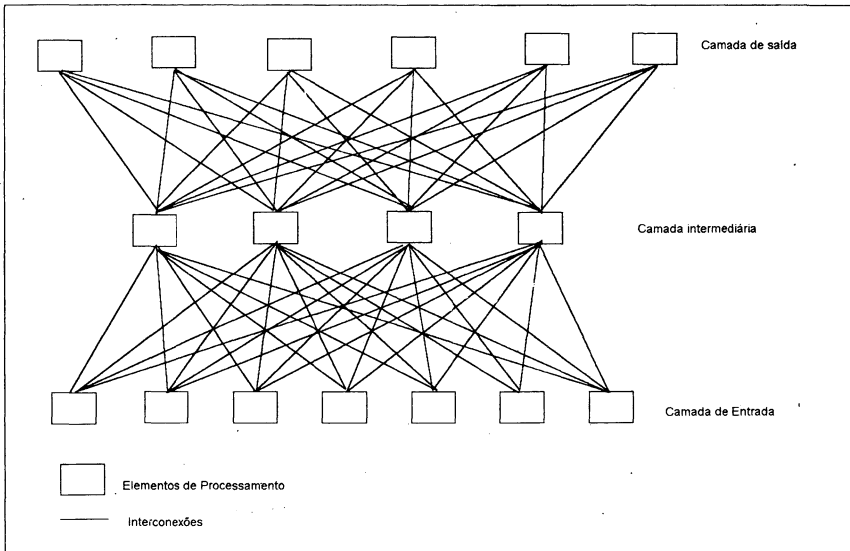 Camada de saída
Camada intermediária
Camada de Entrada
Elementos de Processamento
Interconexões